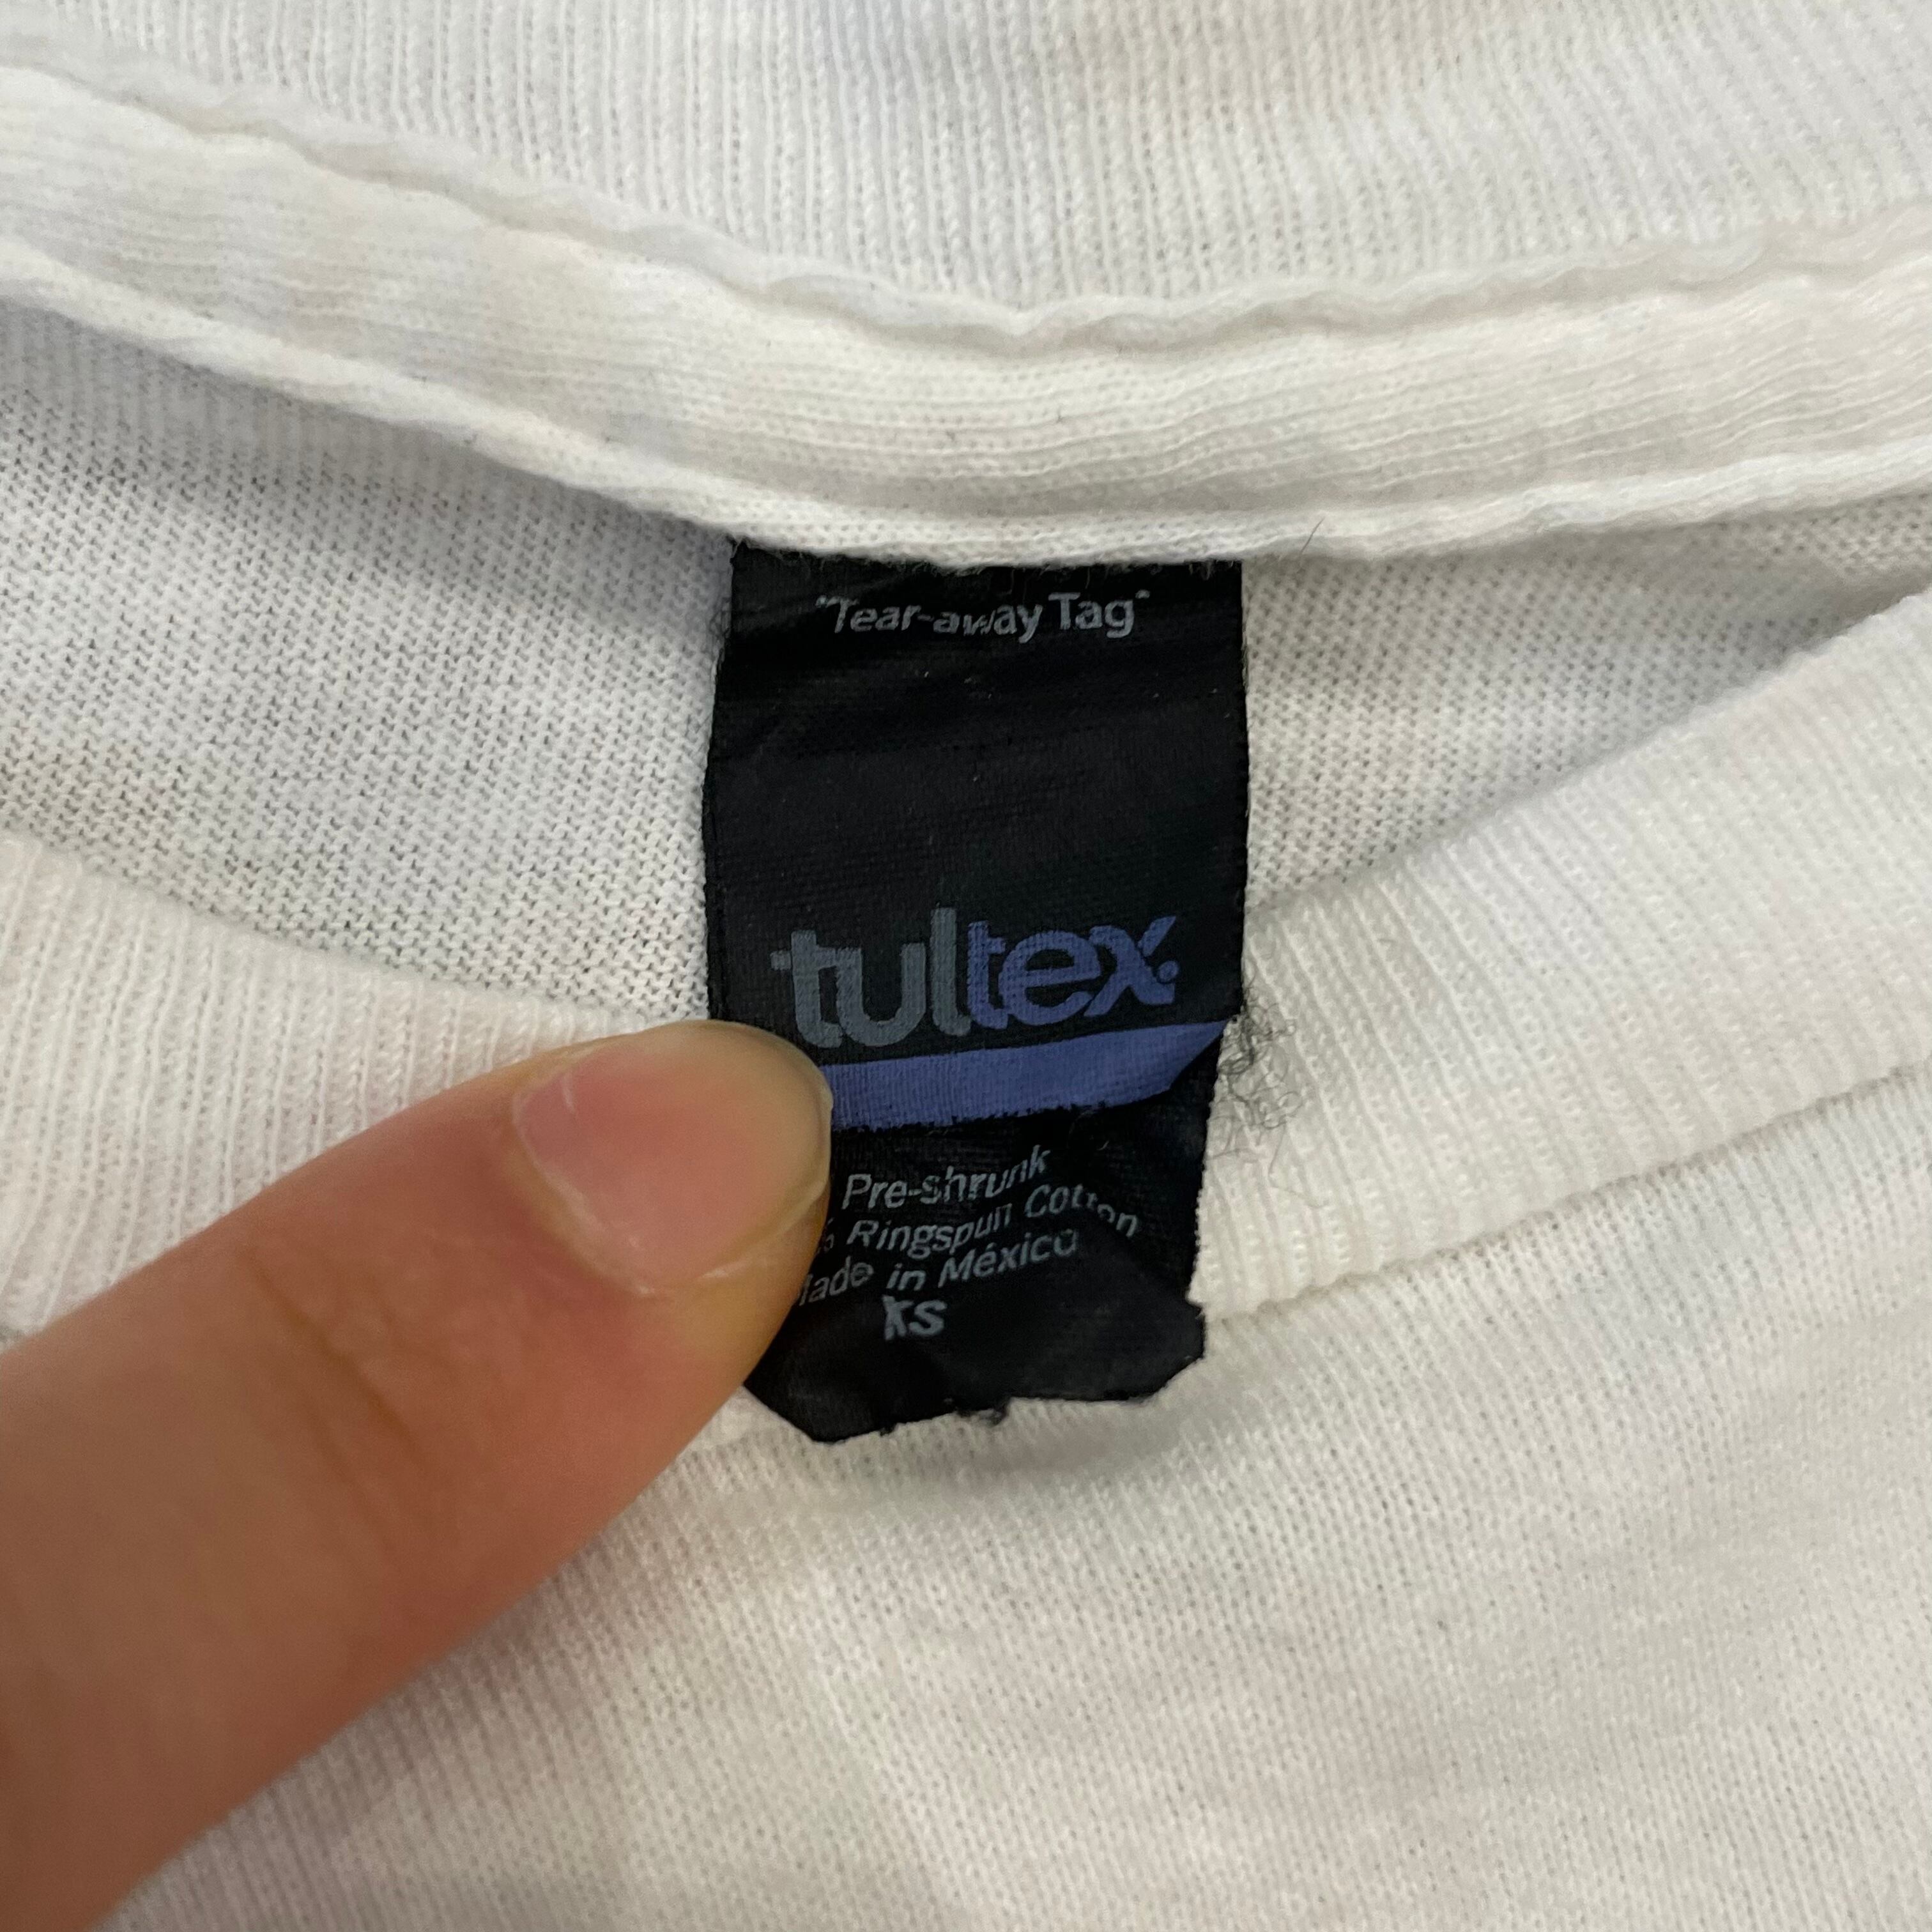 "Tear-away Tag"
tultex.
Pre-shrunk
% Ringspun Cotton
Made in México
XS